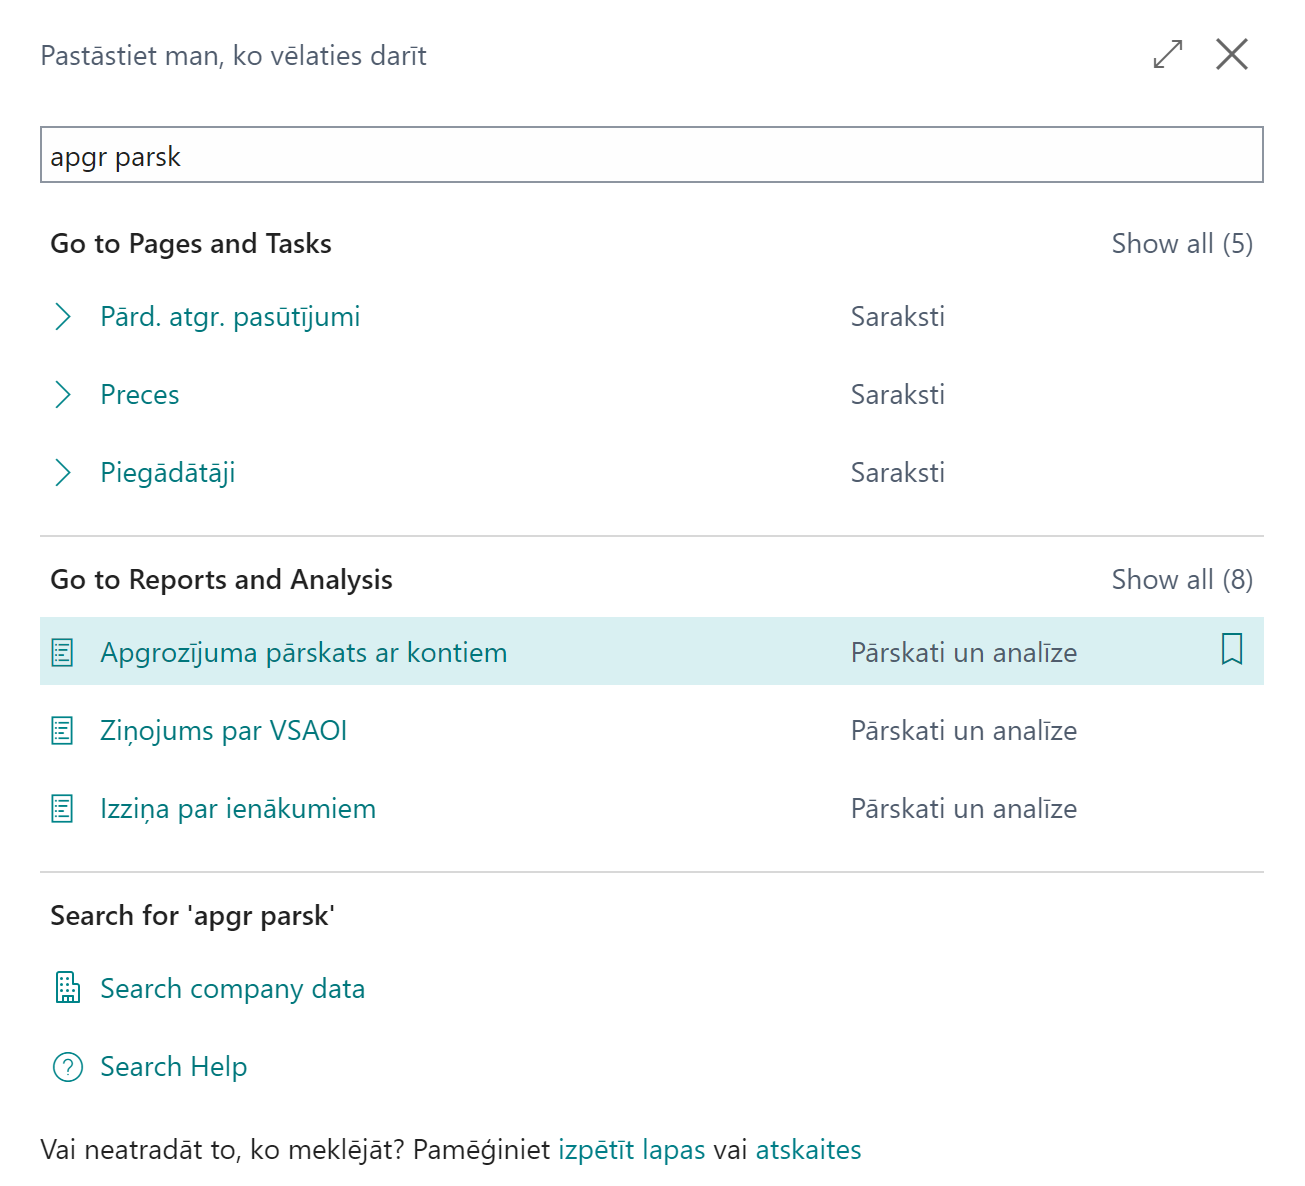 Pastāstiet man, ko vēlaties darīt
apgr parsk
Go to Pages and Tasks Show all (5)
Pārd. atgr. pasūtījumi Saraksti
Preces Saraksti
Piegādātāji Saraksti
Go to Reports and Analysis Show all (8)
Apgrozījuma pārskats ar kontiem Pārskati un analīze
Ziņojums par VSAOI Pārskati un analīze
Izziņa par ienākumiem Pārskati un analīze
Search for 'apgr parsk'
Search company data
Search Help
Vai neatradāt to, ko meklējāt? Pamēģiniet izpētīt lapas vai atskaites